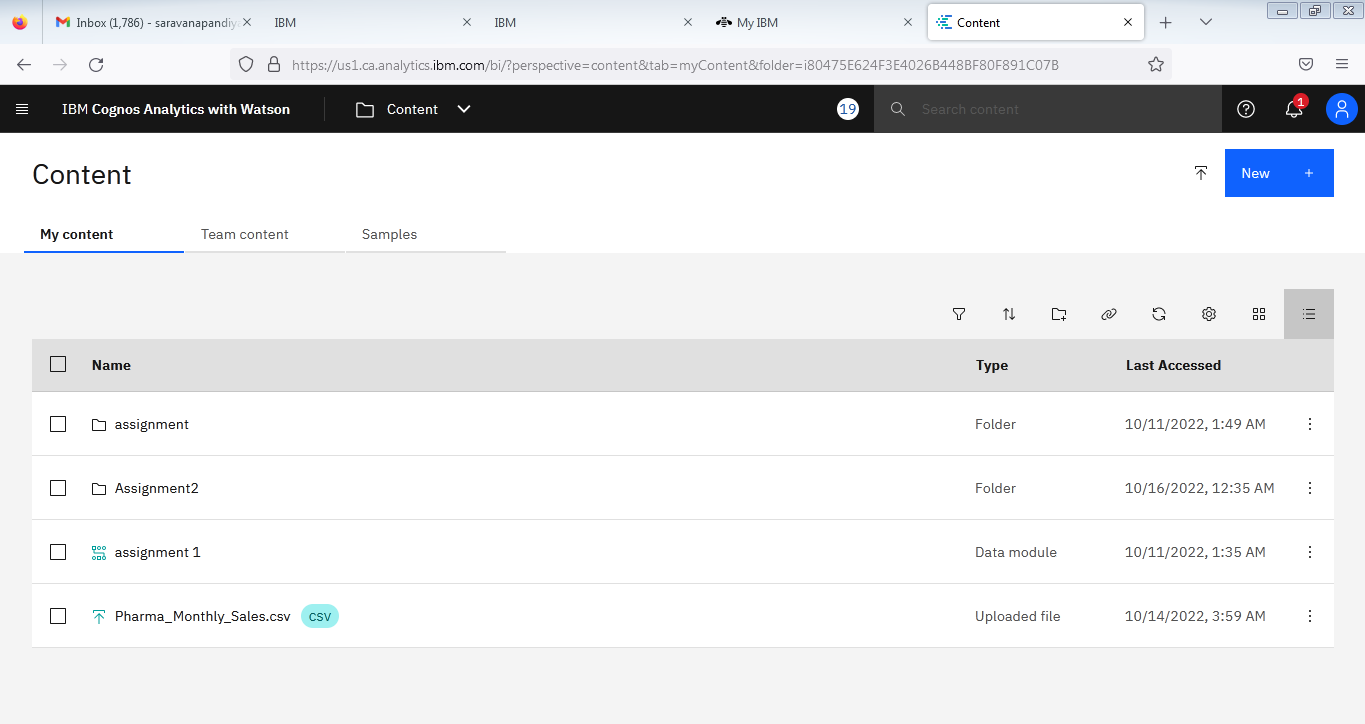 Inbox (1,786) - saravanapandiy
IBM
IBM
My IBM
Content
https://us1.ca.analytics.ibm.com/bi/?perspective=content&tab=myContent&folder=i80475E624F3E4026B448BF80F891C07B
IBM Cognos Analytics with Watson
Content
19
Search content
1
Content
New +
My content
Team content
Samples
Name Type Last Accessed
assignment Folder 10/11/2022, 1:49 AM
Assignment2 Folder 10/16/2022, 12:35 AM
assignment 1 Data module 10/11/2022, 1:35 AM
Pharma_Monthly_Sales.csv CSV Uploaded file 10/14/2022, 3:59 AM